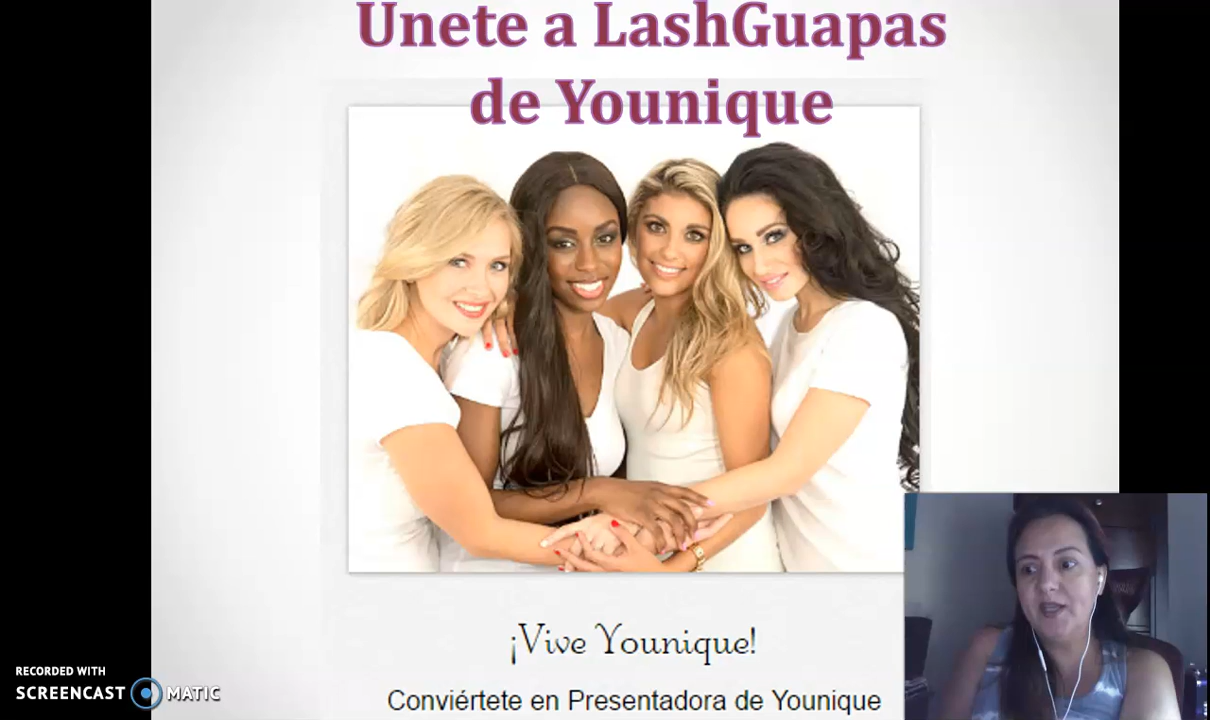 Unete a LashGuapas
de Younique
¡Vive Younique!
Conviértete en Presentadora de Younique
RECORDED WITH
SCREENCAST MATIC